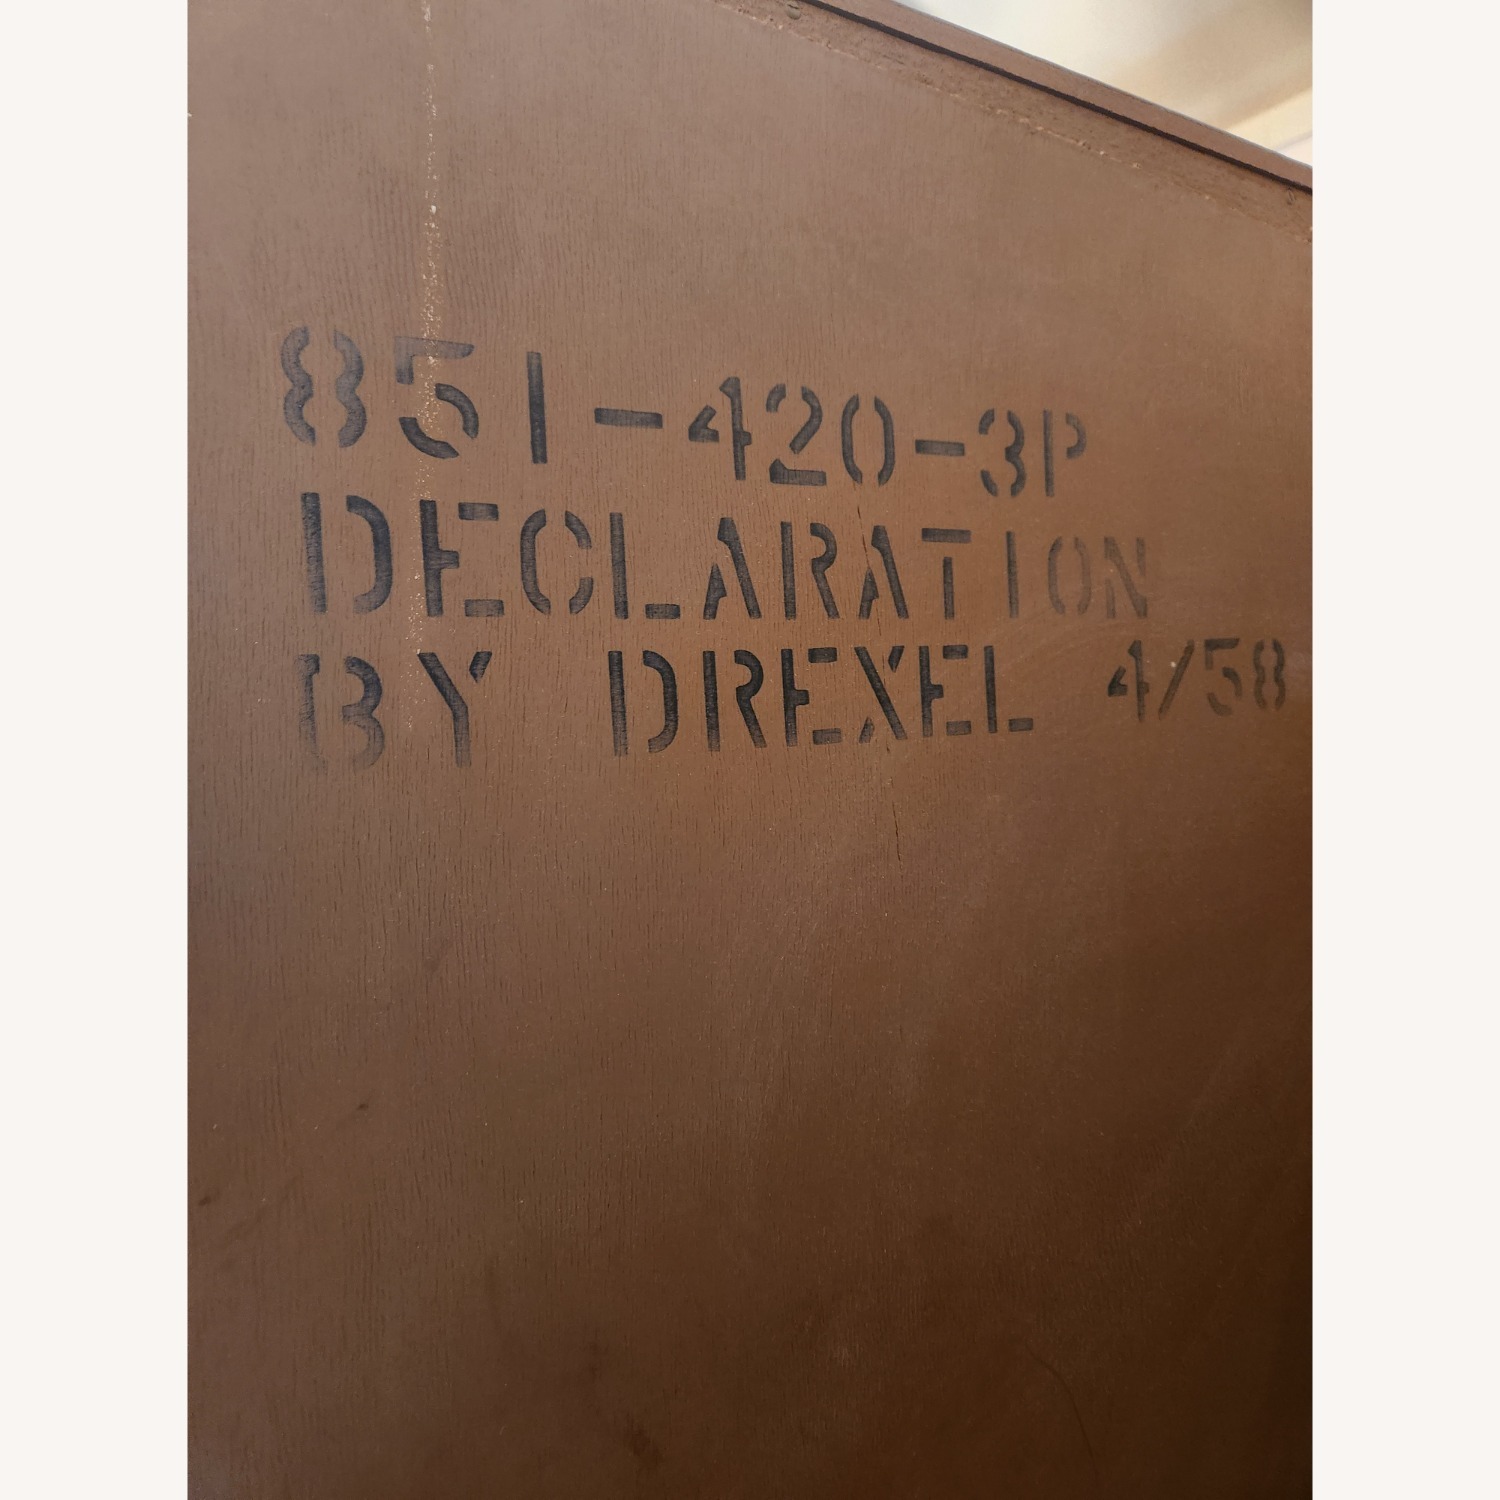 851-420-3P
DECLARATION
BY DREXEL 4/58